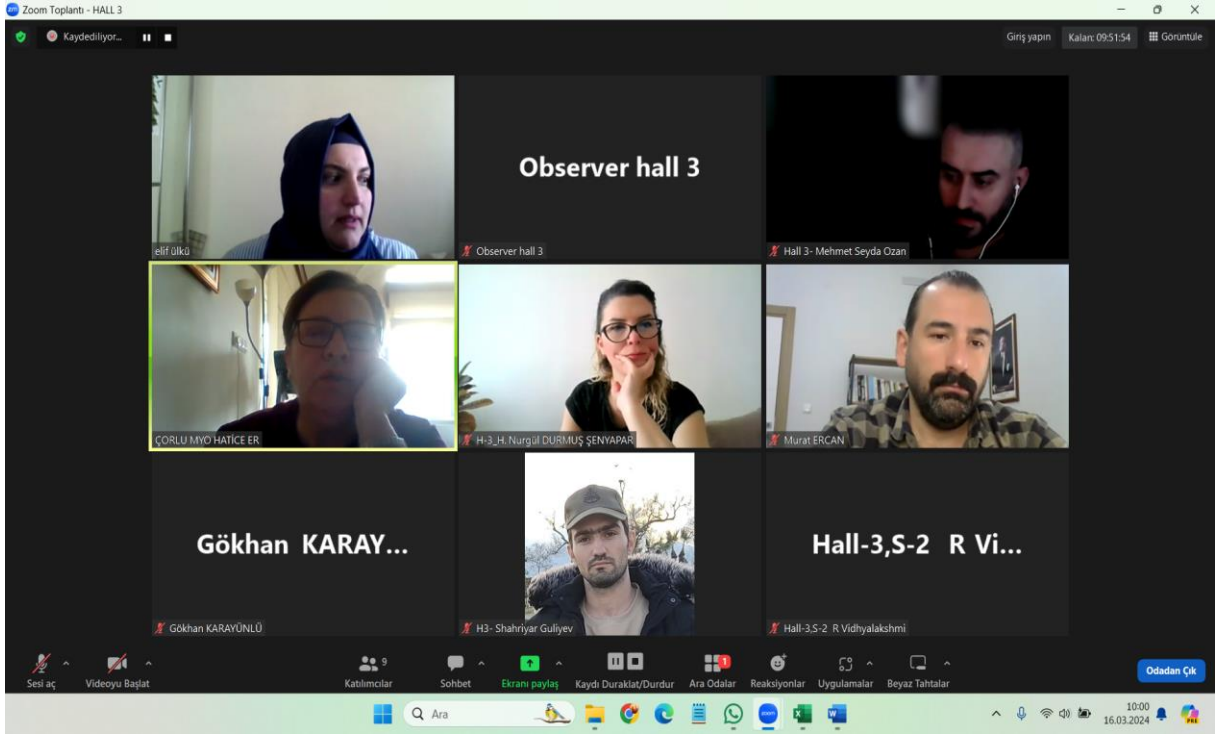 zoom Zoom Toplantı - HALL 3
Kaydediliyor...
Giriş yapın
Kalan: 09:51:54
Görüntüle
elif ülkü
Observer hall 3
Observer hall 3
Hall 3- Mehmet Seyda Ozan
ÇORLU MYO HATİCE ER
H-3_H. Nurgül DURMUŞ ŞENYAPAR
Murat ERCAN
Gökhan KARAY...
Gökhan KARAYÜNLÜ
H3- Shahriyar Guliyev
Hall-3,S-2 R Vi...
Hall-3,S-2 R Vidhyalakshmi
Sesi aç
Videoyu Başlat
9
Katılımcılar
Sohbet
Ekranı paylaş
Kaydı Duraklat/Durdur
1
Ara Odalar
Reaksiyonlar
Uygulamalar
Beyaz Tahtalar
Odadan Çık
Ara
zoom
10:00
16.03.2024
PRE